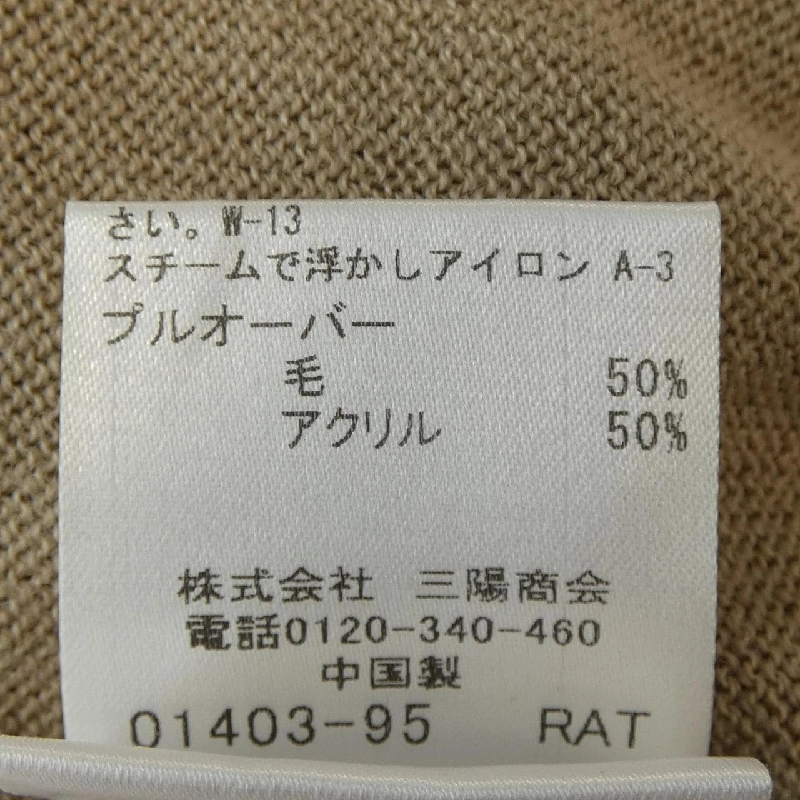 さい。W-13
スチームで浮かしアイロン A-3
プルオーバー
毛 50%
アクリル 50%
株式会社 三陽商会
電話0120-340-460
中国製
01403-95 RAT